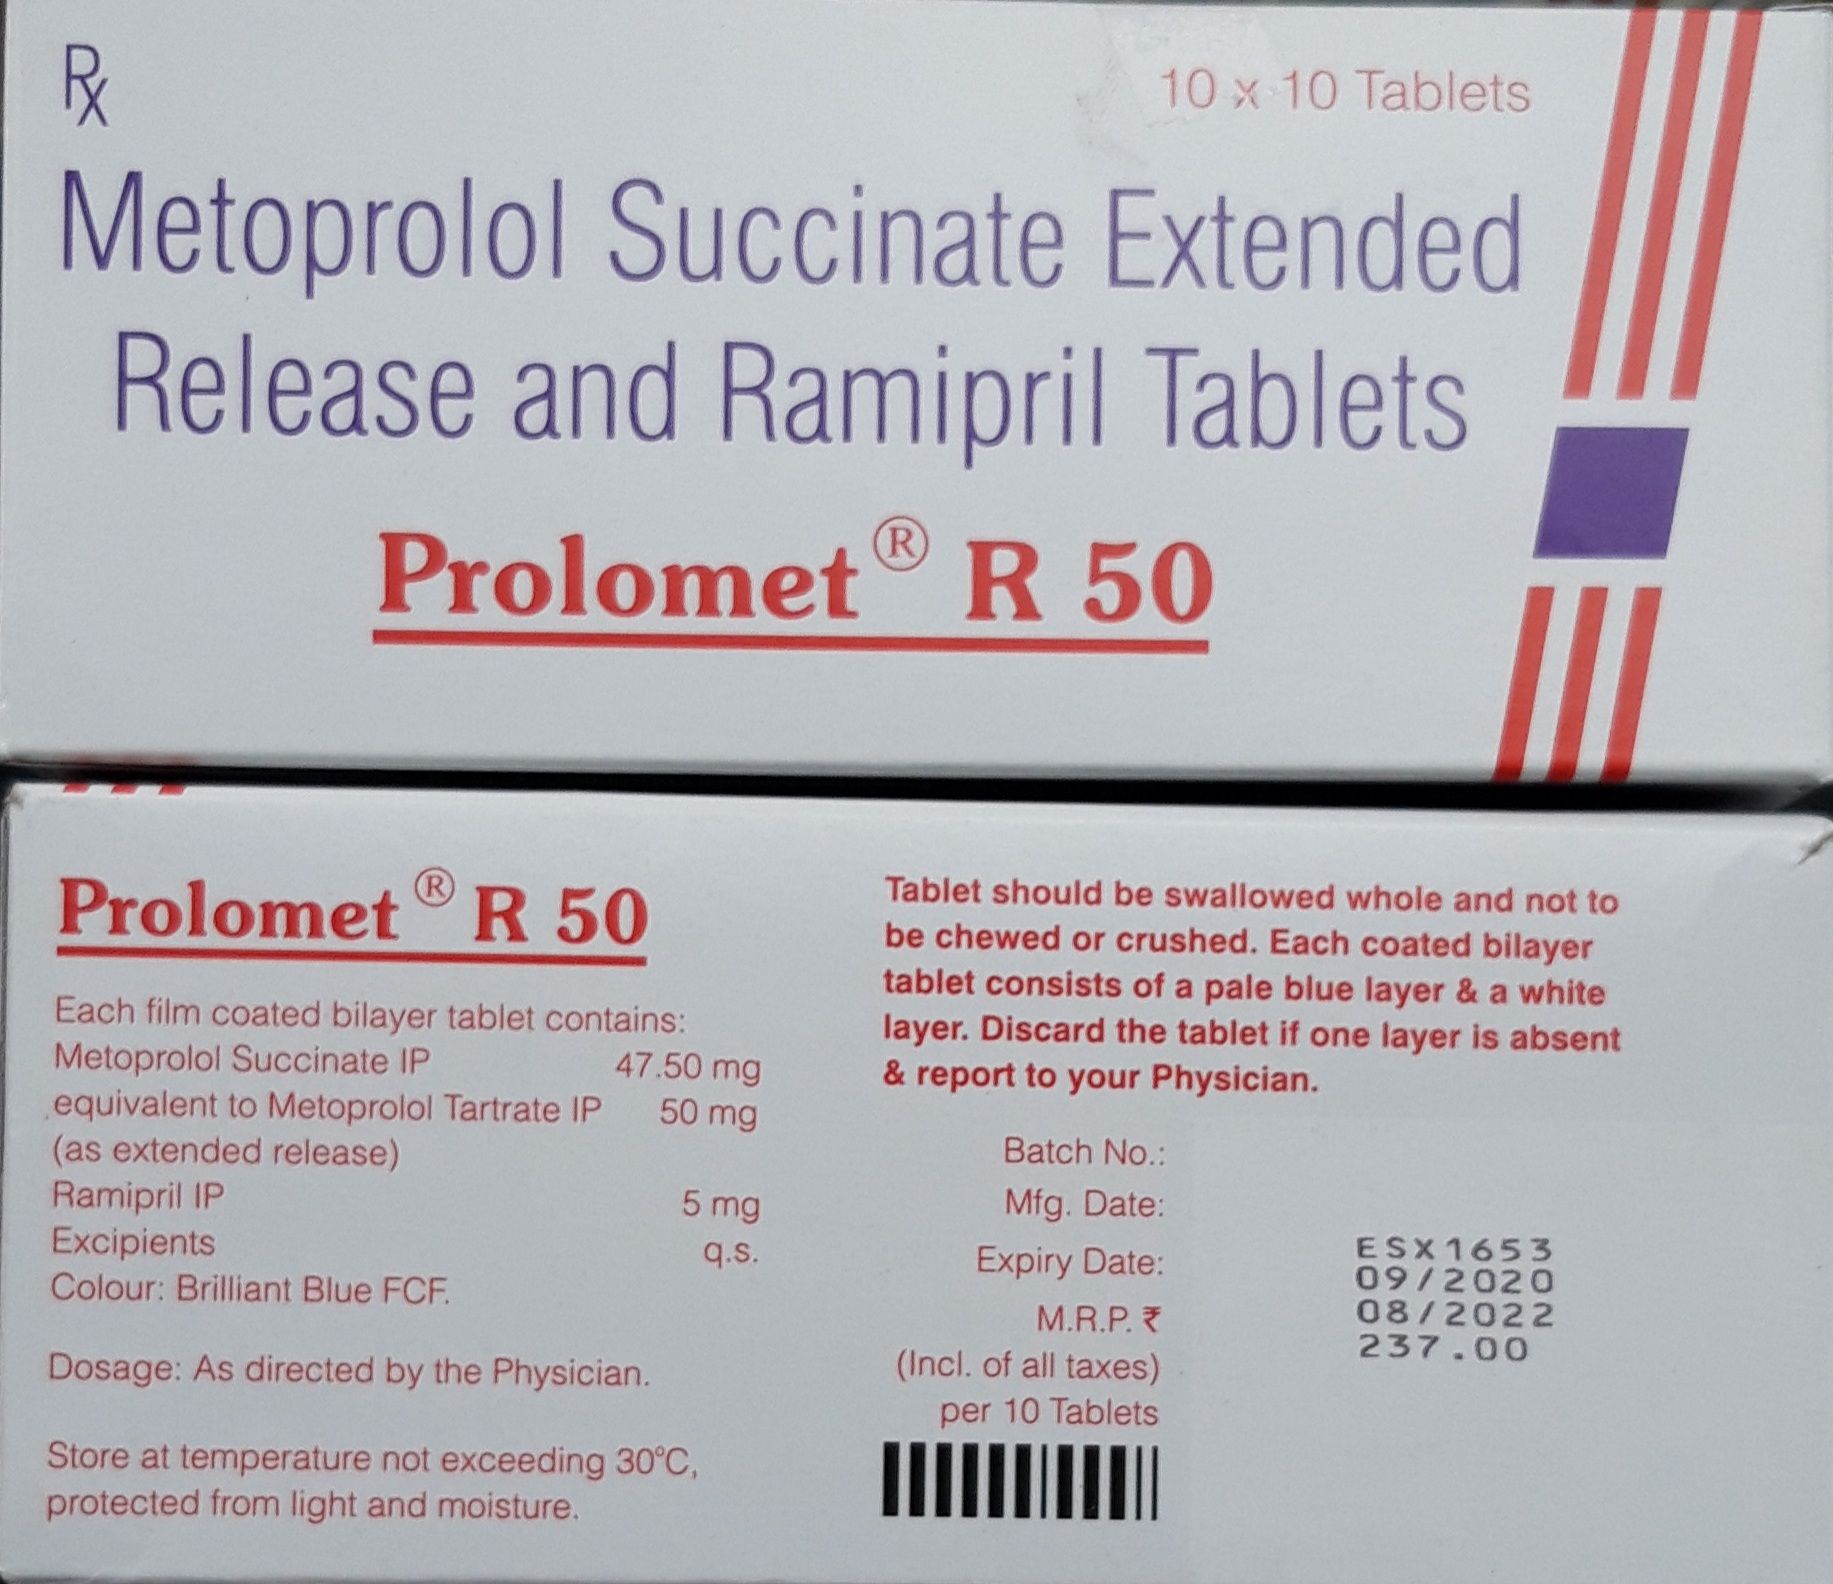 Rx
10 x 10 Tablets
Metoprolol Succinate Extended
Release and Ramipril Tablets
Prolomet® R 50
Prolomet® R 50
Each film coated bilayer tablet contains:
Metoprolol Succinate IP 47.50 mg
equivalent to Metoprolol Tartrate IP 50 mg
(as extended release)
Ramipril IP 5 mg
Excipients q.s.
Colour: Brilliant Blue FCF.
Dosage: As directed by the Physician.
Store at temperature not exceeding 30°C,
protected from light and moisture.
Tablet should be swallowed whole and not to
be chewed or crushed. Each coated bilayer
tablet consists of a pale blue layer & a white
layer. Discard the tablet if one layer is absent
& report to your Physician.
Batch No.:
Mfg. Date:
Expiry Date:
M.R.P. ₹
(Incl. of all taxes)
per 10 Tablets
ESX1653
09/2020
08/2022
237.00